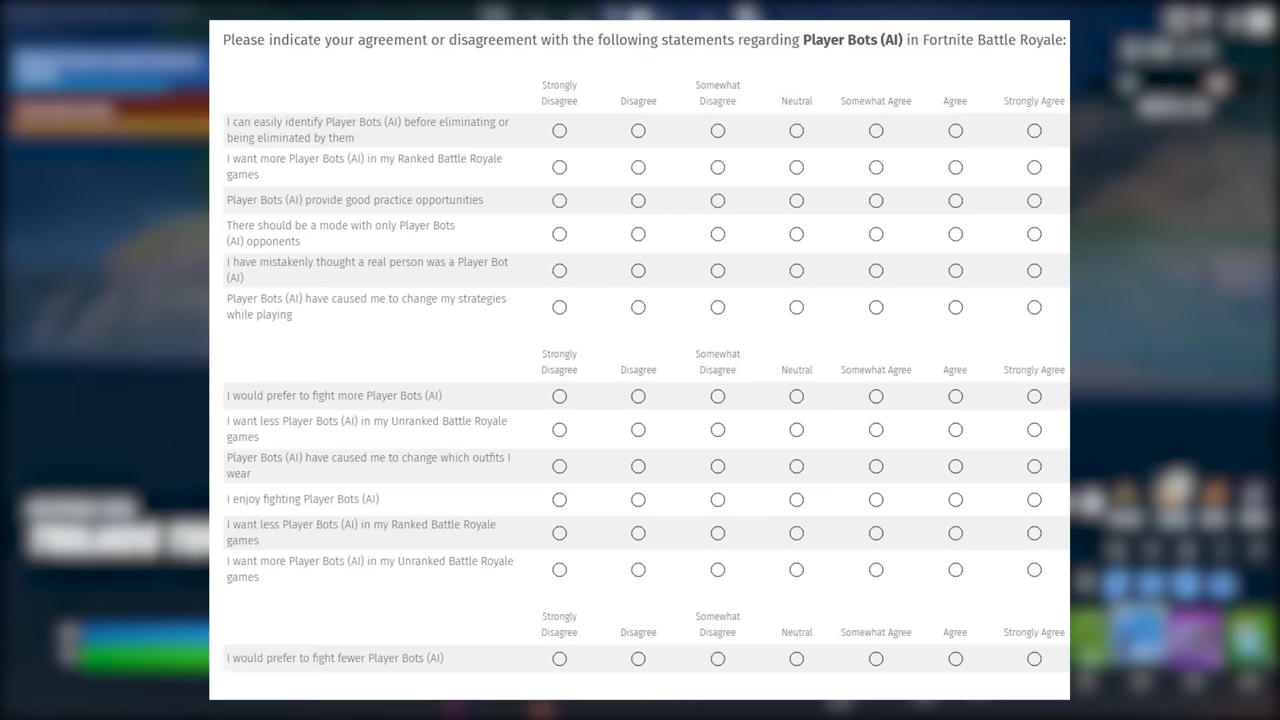 Please indicate your agreement or disagreement with the following statements regarding Player Bots (AI) in Fortnite Battle Royale:
Strongly Disagree Disagree Somewhat Disagree Neutral Somewhat Agree Agree Strongly Agree
I can easily identify Player Bots (AI) before eliminating or
being eliminated by them
I want more Player Bots (AI) in my Ranked Battle Royale
games
Player Bots (AI) provide good practice opportunities
There should be a mode with only Player Bots
(AI) opponents
I have mistakenly thought a real person was a Player Bot
(AI)
Player Bots (AI) have caused me to change my strategies
while playing
Strongly Disagree Disagree Somewhat Disagree Neutral Somewhat Agree Agree Strongly Agree
I would prefer to fight more Player Bots (AI)
I want less Player Bots (AI) in my Unranked Battle Royale
games
Player Bots (AI) have caused me to change which outfits I
wear
I enjoy fighting Player Bots (AI)
I want less Player Bots (AI) in my Ranked Battle Royale
games
I want more Player Bots (AI) in my Unranked Battle Royale
games
Strongly Disagree Disagree Somewhat Disagree Neutral Somewhat Agree Agree Strongly Agree
I would prefer to fight fewer Player Bots (AI)